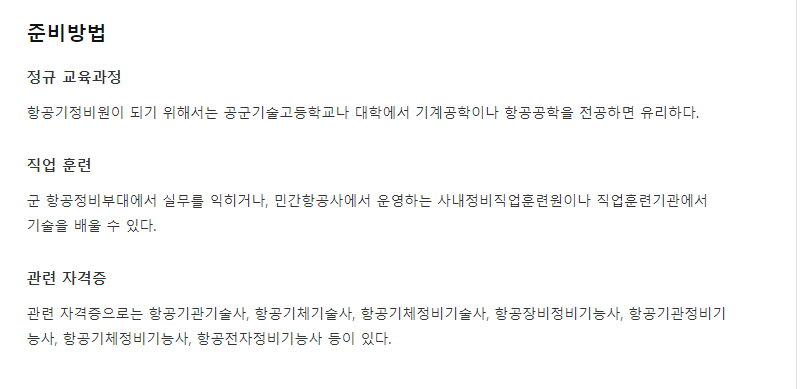 준비방법
정규 교육과정
항공기정비원이 되기 위해서는 공군기술고등학교나 대학에서 기계공학이나 항공공학을 전공하면 유리하다.
직업 훈련
군 항공정비부대에서 실무를 익히거나, 민간항공사에서 운영하는 사내정비직업훈련원이나 직업훈련기관에서
기술을 배울 수 있다.
관련 자격증
관련 자격증으로는 항공기관기술사, 항공기체기술사, 항공기체정비기술사, 항공장비정비기능사, 항공기관정비기
능사, 항공기체정비기능사, 항공전자정비기능사 등이 있다.